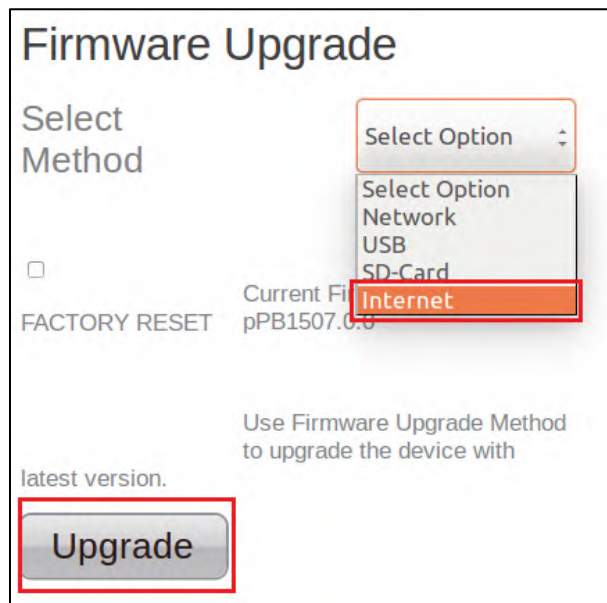 Firmware Upgrade
Select
Method
Select Option
Select Option
Network
USB
SD-Card
Internet
FACTORY RESET
Current Fi
pPB1507.0.0
Use Firmware Upgrade Method
to upgrade the device with
latest version.
Upgrade